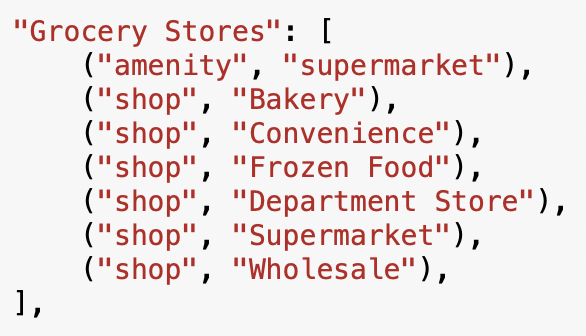 "Grocery Stores": [
    ("amenity", "supermarket"),
    ("shop", "Bakery"),
    ("shop", "Convenience"),
    ("shop", "Frozen Food"),
    ("shop", "Department Store"),
    ("shop", "Supermarket"),
    ("shop", "Wholesale"),
],